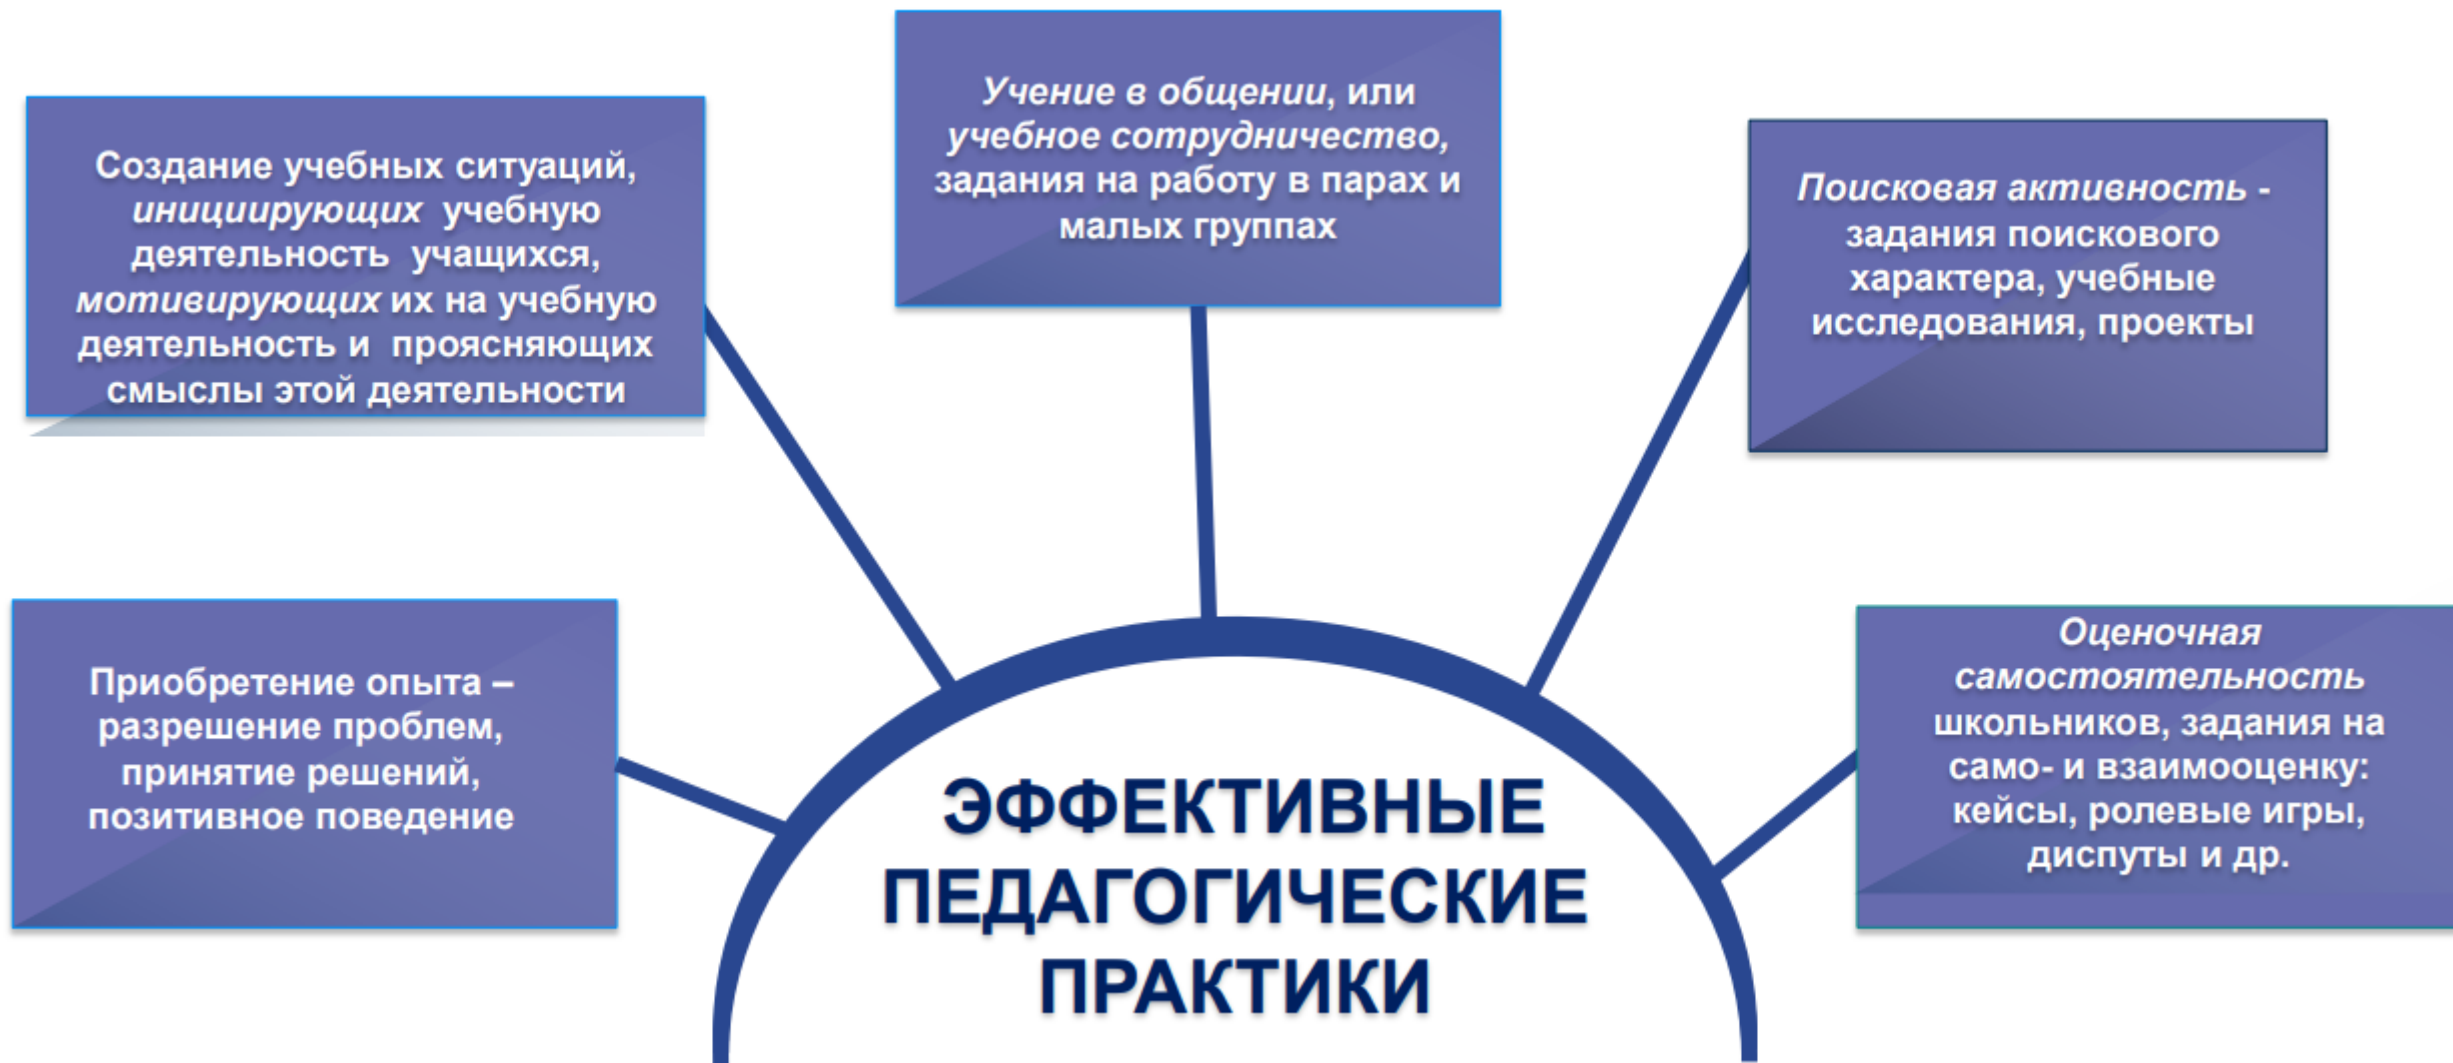 Учение в общении, или
учебное сотрудничество,
задания на работу в парах и
малых группах
Создание учебных ситуаций,
инициирующих учебную
деятельность учащихся,
мотивирующих их на учебную
деятельность и проясняющих
смыслы этой деятельности
Поисковая активность -
задания поискового
характера, учебные
исследования, проекты
Приобретение опыта –
разрешение проблем,
принятие решений,
позитивное поведение
Оценочная
самостоятельность
школьников, задания на
само- и взаимооценку:
кейсы, ролевые игры,
диспуты и др.
ЭФФЕКТИВНЫЕ
ПЕДАГОГИЧЕСКИЕ
ПРАКТИКИ